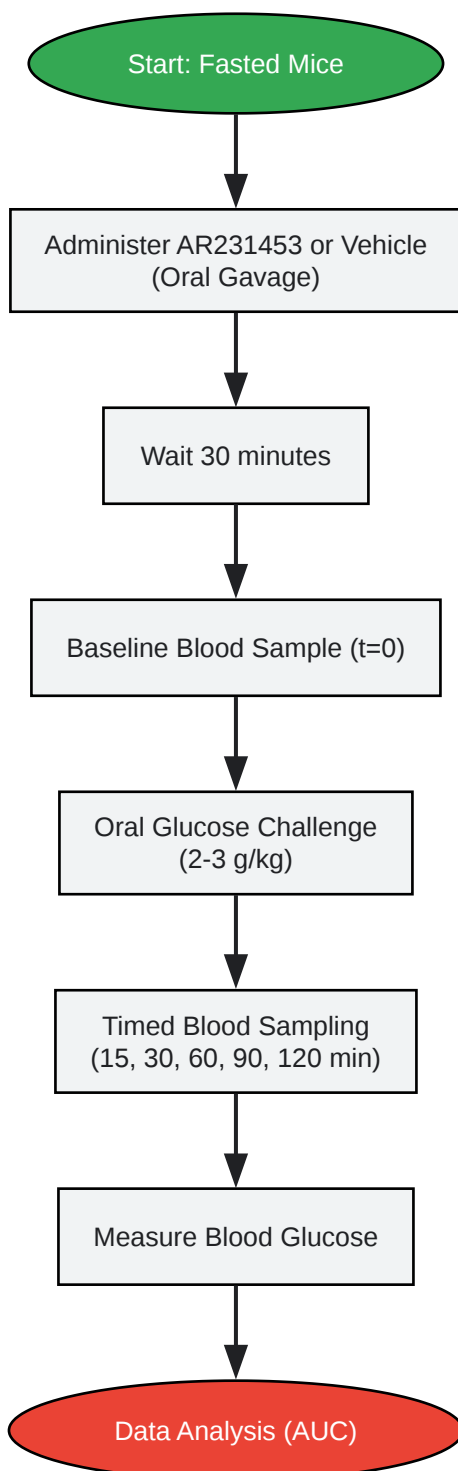 Start: Fasted Mice
Administer AR231453 or Vehicle
(Oral Gavage)
Wait 30 minutes
Baseline Blood Sample (t=0)
Oral Glucose Challenge
(2-3 g/kg)
Timed Blood Sampling
(15, 30, 60, 90, 120 min)
Measure Blood Glucose
Data Analysis (AUC)